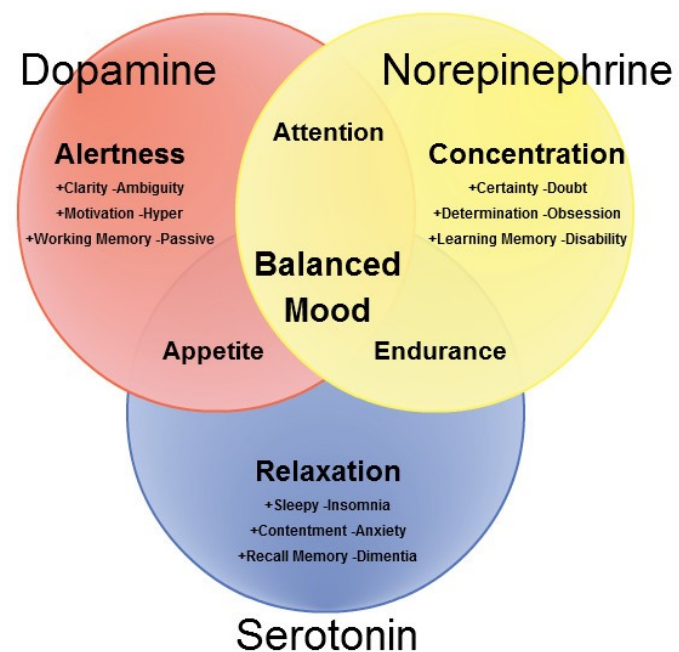 Dopamine
Norepinephrine
Attention
Alertness
+Clarity -Ambiguity
+Motivation -Hyper
+Working Memory -Passive
Concentration
+Certainty -Doubt
+Determination -Obsession
+Learning Memory -Disability
Balanced
Mood
Appetite
Endurance
Relaxation
+Sleepy -Insomnia
+Contentment -Anxiety
+Recall Memory -Dimentia
Serotonin